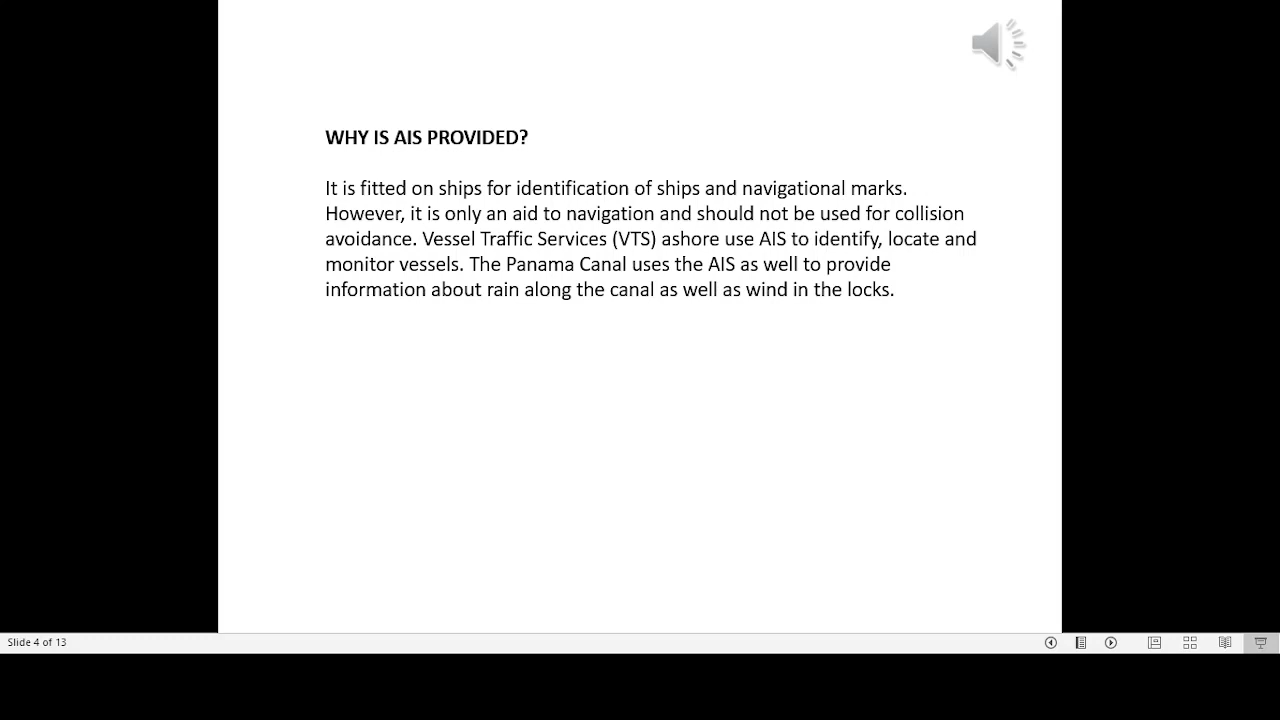 WHY IS AIS PROVIDED?
It is fitted on ships for identification of ships and navigational marks.
However, it is only an aid to navigation and should not be used for collision
avoidance. Vessel Traffic Services (VTS) ashore use AIS to identify, locate and
monitor vessels. The Panama Canal uses the AIS as well to provide
information about rain along the canal as well as wind in the locks.
Slide 4 of 13